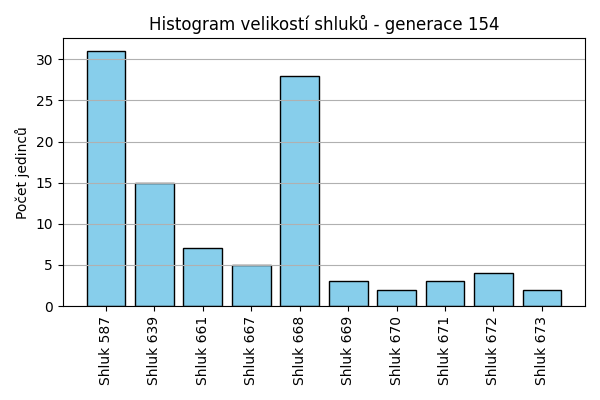 Histogram velikostí shluků - generace 154
Počet jedinců
30
25
20
15
10
5
0
Shluk 587
Shluk 639
Shluk 661
Shluk 667
Shluk 668
Shluk 669
Shluk 670
Shluk 671
Shluk 672
Shluk 673